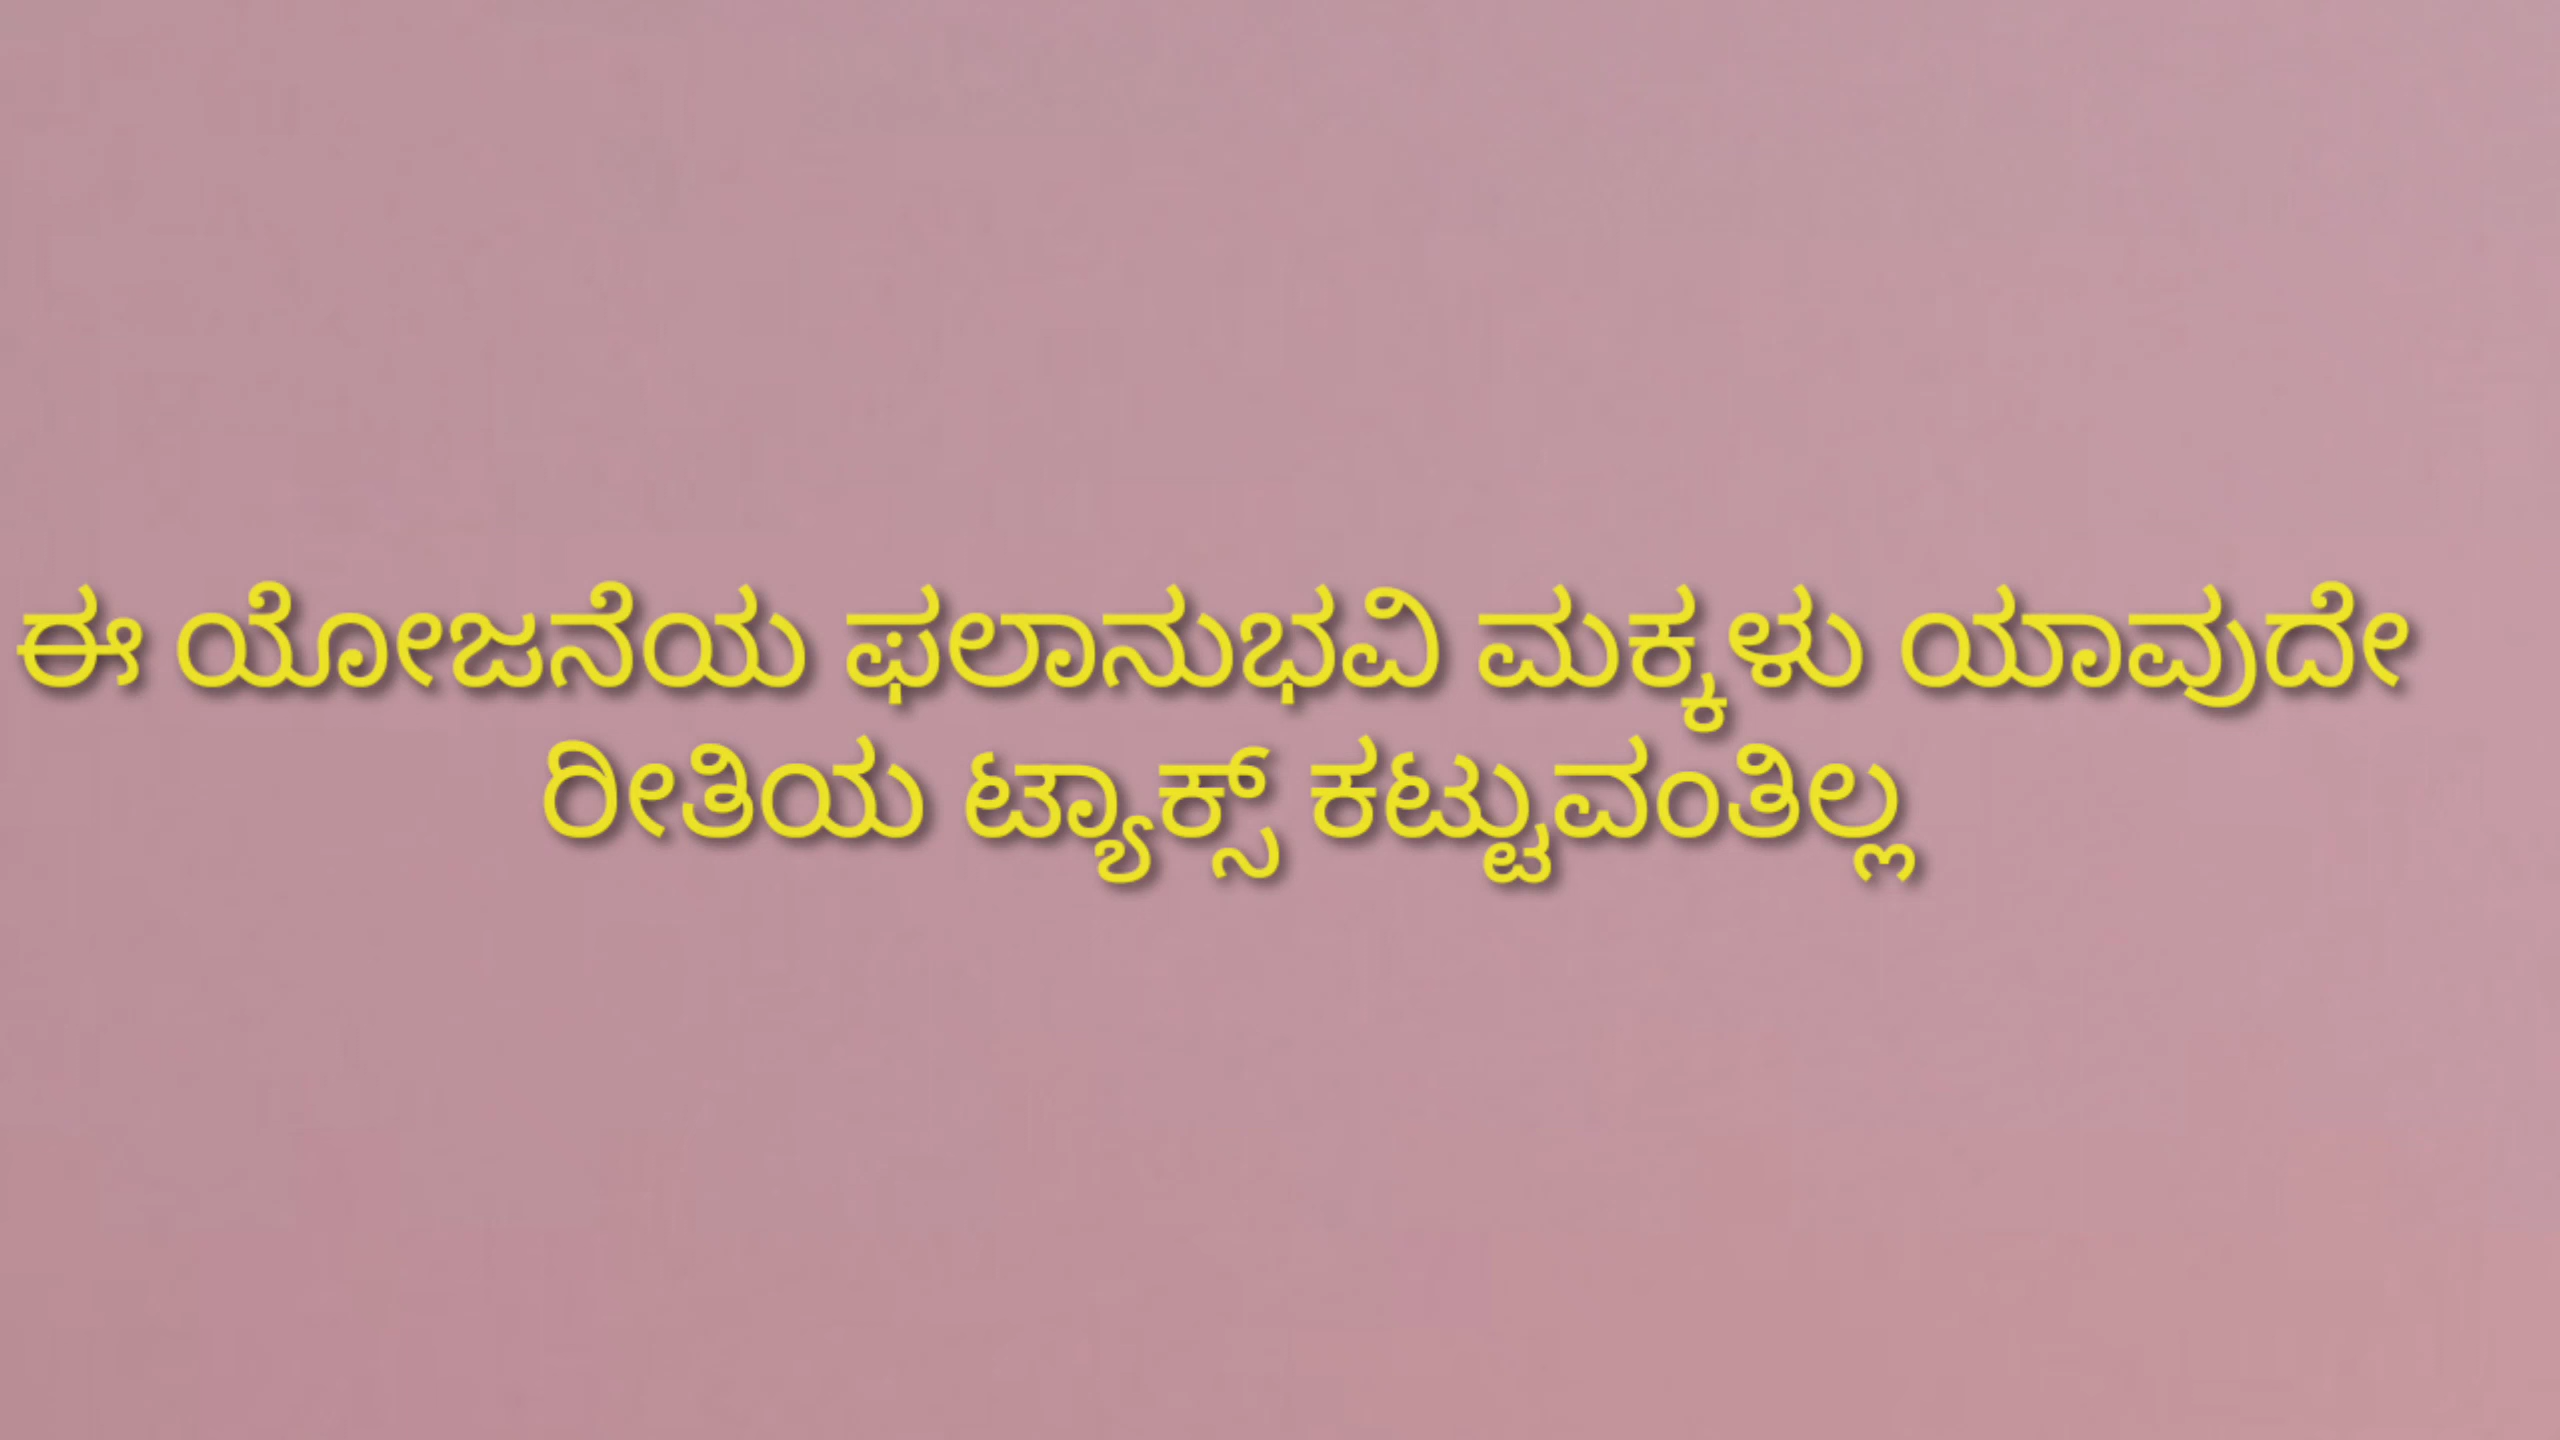 ಈ ಯೋಜನೆಯ ಫಲಾನುಭವಿ ಮಕ್ಕಳು ಯಾವುದೇ
ರೀತಿಯ ಟ್ಯಾಕ್ಸ್ ಕಟ್ಟುವಂತಿಲ್ಲ